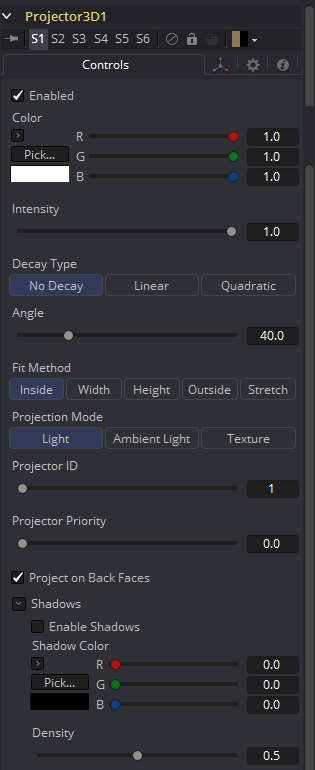 Projector3D1
S1 S2 S3 S4 S5 S6
Controls
Enabled
Color
R 1.0
Pick... G 1.0
B 1.0
Intensity
1.0
Decay Type
No Decay Linear Quadratic
Angle
40.0
Fit Method
Inside Width Height Outside Stretch
Projection Mode
Light Ambient Light Texture
Projector ID
1
Projector Priority
0.0
Project on Back Faces
Shadows
Enable Shadows
Shadow Color
R 0.0
Pick... G 0.0
B 0.0
Density
0.5